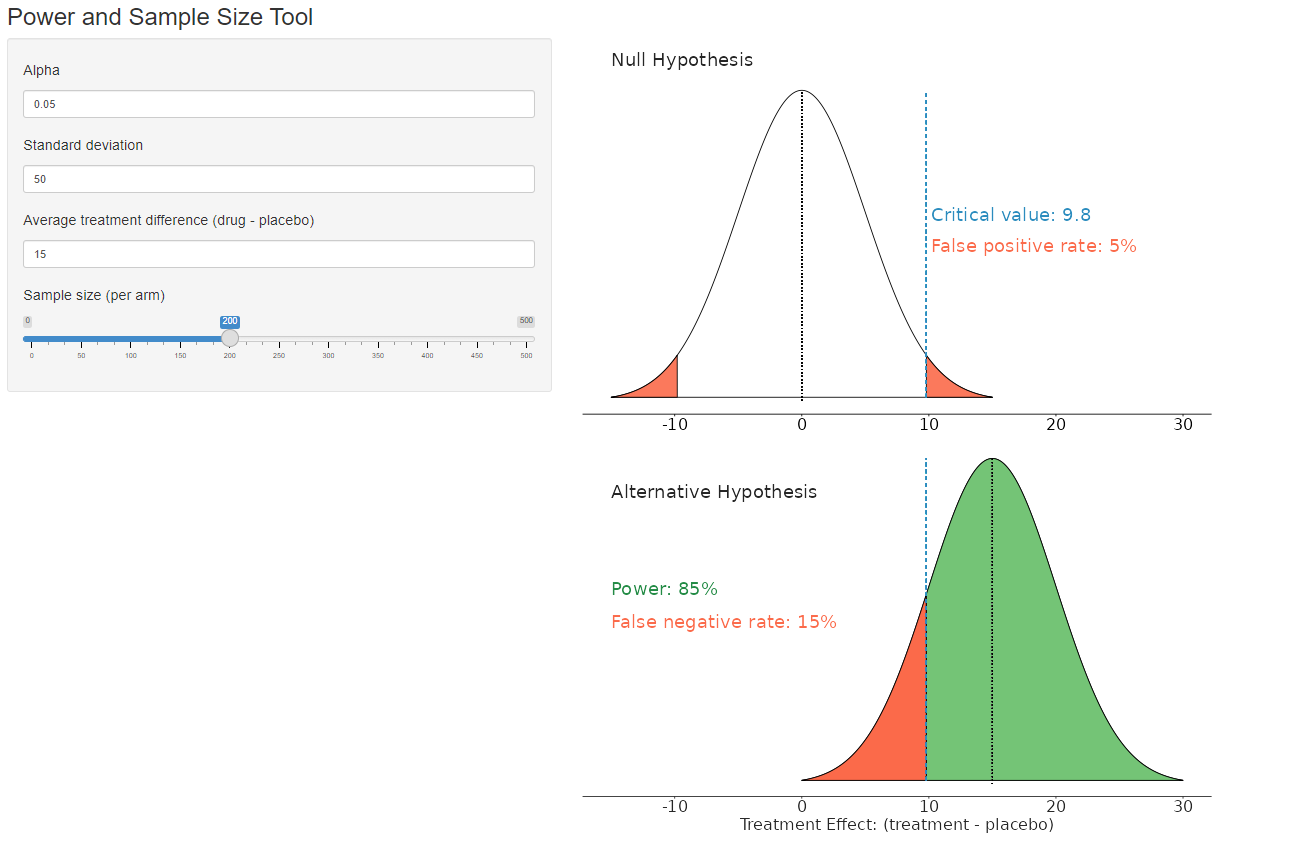 Power and Sample Size Tool
Alpha
0.05
Standard deviation
50
Average treatment difference (drug - placebo)
15
Sample size (per arm)
0 200 500
0 50 100 150 200 250 300 350 400 450 500
Null Hypothesis
Critical value: 9.8
False positive rate: 5%
-10 0 10 20 30
Alternative Hypothesis
Power: 85%
False negative rate: 15%
-10 0 10 20 30
Treatment Effect: (treatment - placebo)